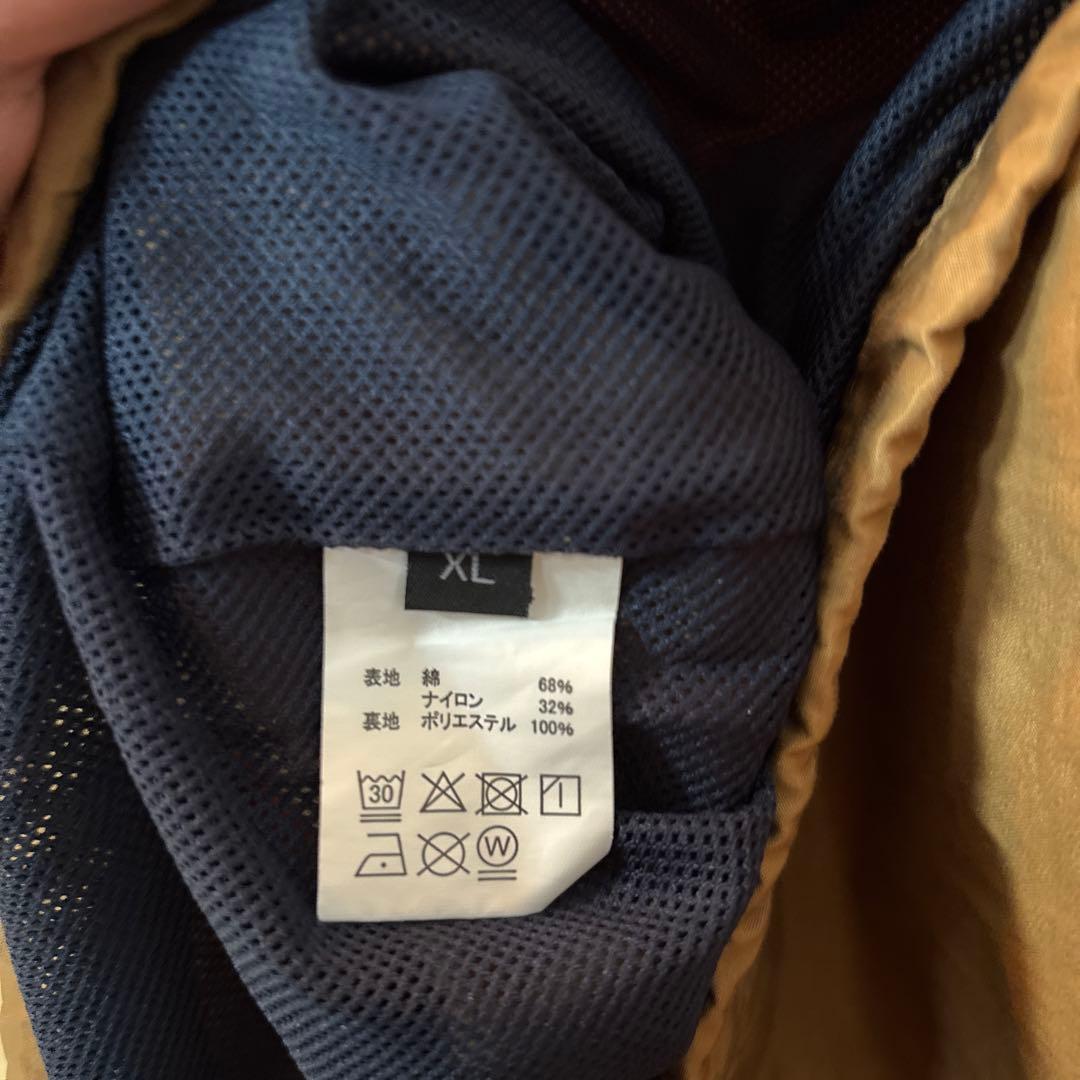 XL
表地 綿 68%
ナイロン 32%
裏地 ポリエステル 100%
30
W